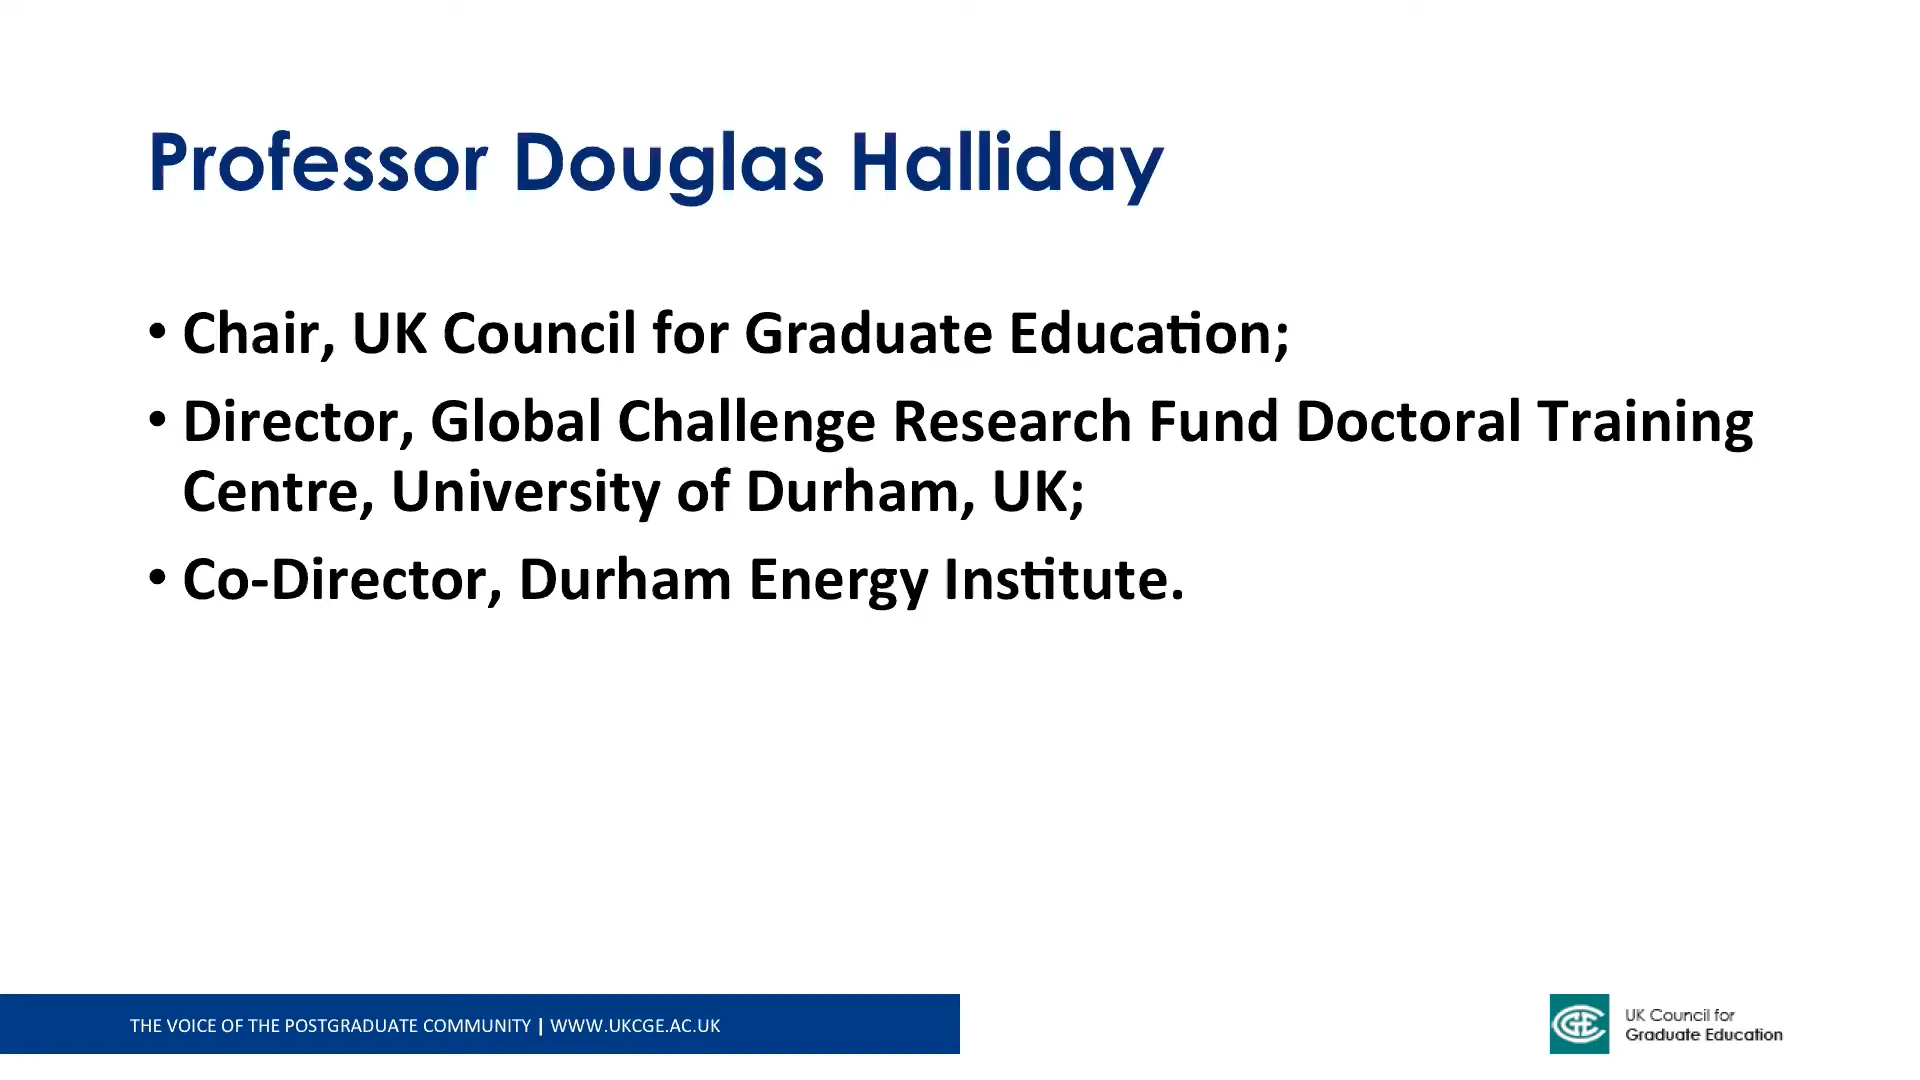 Professor Douglas Halliday
• Chair, UK Council for Graduate Education;
• Director, Global Challenge Research Fund Doctoral Training
Centre, University of Durham, UK;
• Co-Director, Durham Energy Institute.
THE VOICE OF THE POSTGRADUATE COMMUNITY | WWW.UKCGE.AC.UK
UK Council for
Graduate Education